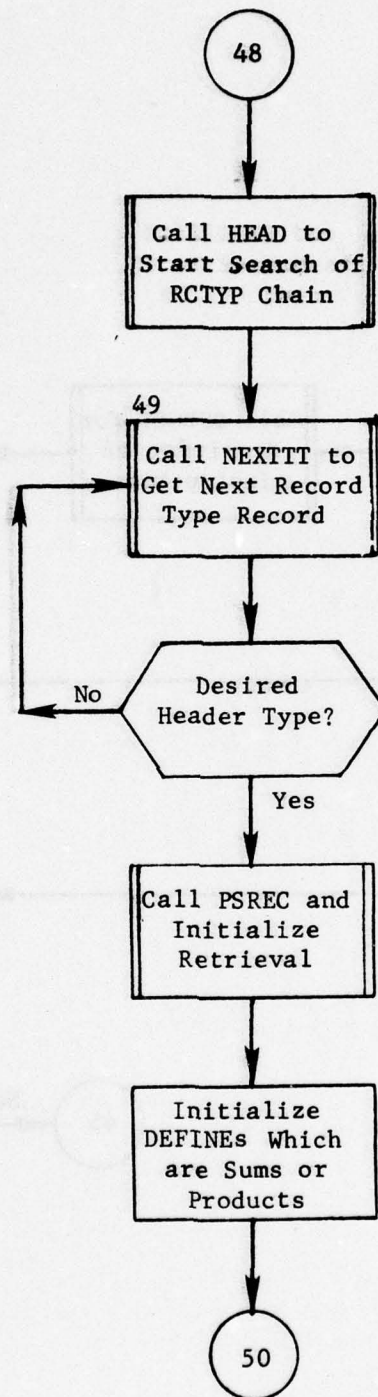 48
Call HEAD to
Start Search of
RCTYP Chain
49
Call NEXTTT to
Get Next Record
Type Record
Desired
Header Type?
No
Yes
Call PSREC and
Initialize
Retrieval
Initialize
DEFINEs Which
are Sums or
Products
50